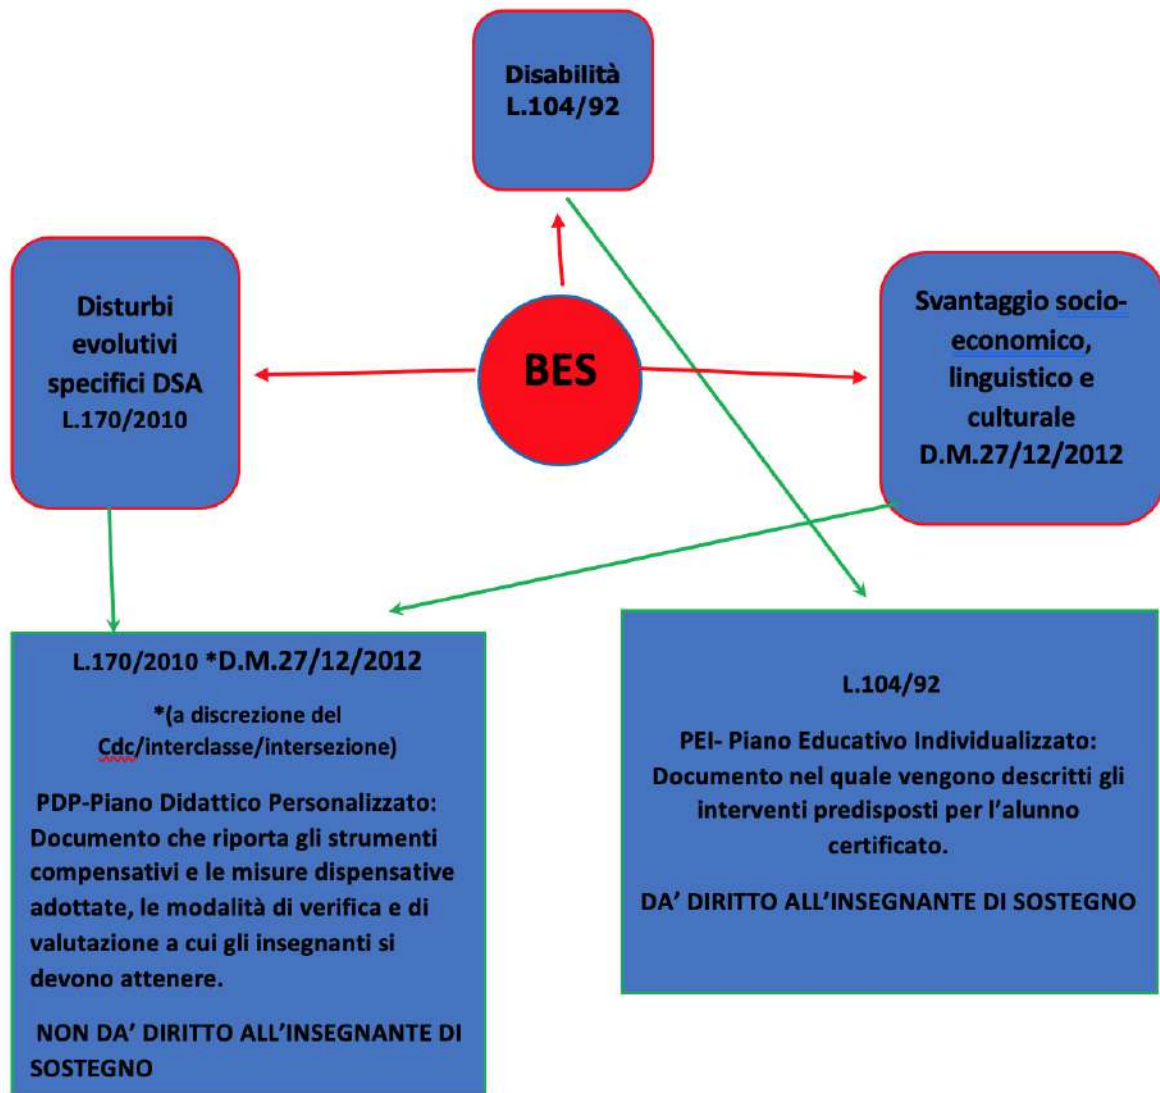 Disabilità
L.104/92
Disturbi
evolutivi
specifici DSA
L.170/2010
BES
Svantaggio socio-
economico,
linguistico e
culturale
D.M.27/12/2012
L.170/2010 *D.M.27/12/2012
*(a discrezione del
Cdc/interclasse/intersezione)
PDP-Piano Didattico Personalizzato:
Documento che riporta gli strumenti
compensativi e le misure dispensative
adottate, le modalità di verifica e di
valutazione a cui gli insegnanti si
devono attenere.
NON DA’ DIRITTO ALL’INSEGNANTE DI
SOSTEGNO
L.104/92
PEI- Piano Educativo Individualizzato:
Documento nel quale vengono descritti gli
interventi predisposti per l’alunno
certificato.
DA’ DIRITTO ALL’INSEGNANTE DI SOSTEGNO